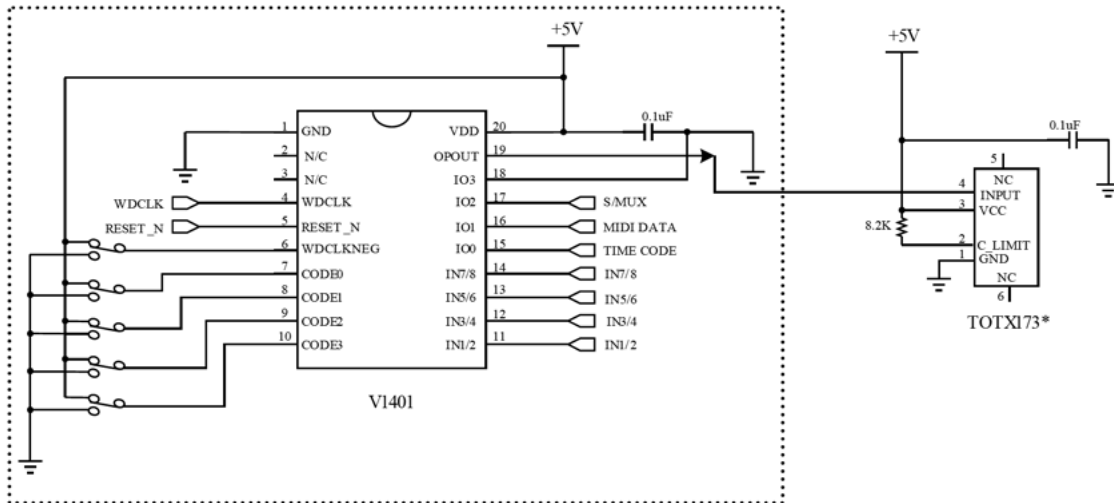 +5V
+5V
0.1uF
0.1uF
1 GND VDD 20
2 N/C OPOUT 19
3 N/C IO3 18
WDCLK 4 WDCLK IO2 17 S/MUX
RESET_N 5 RESET_N IO1 16 MIDI DATA
6 WDCLKNEG IO0 15 TIME CODE
7 CODE0 IN7/8 14 IN7/8
8 CODE1 IN5/6 13 IN5/6
9 CODE2 IN3/4 12 IN3/4
10 CODE3 IN1/2 11 IN1/2
V1401
5 NC
4 INPUT
3 VCC
8.2K
2 C_LIMIT
1 GND
NC
6
TOTX173*